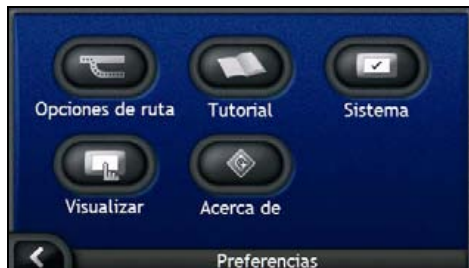 Opciones de ruta Tutorial Sistema
Visualizar Acerca de
Preferencias